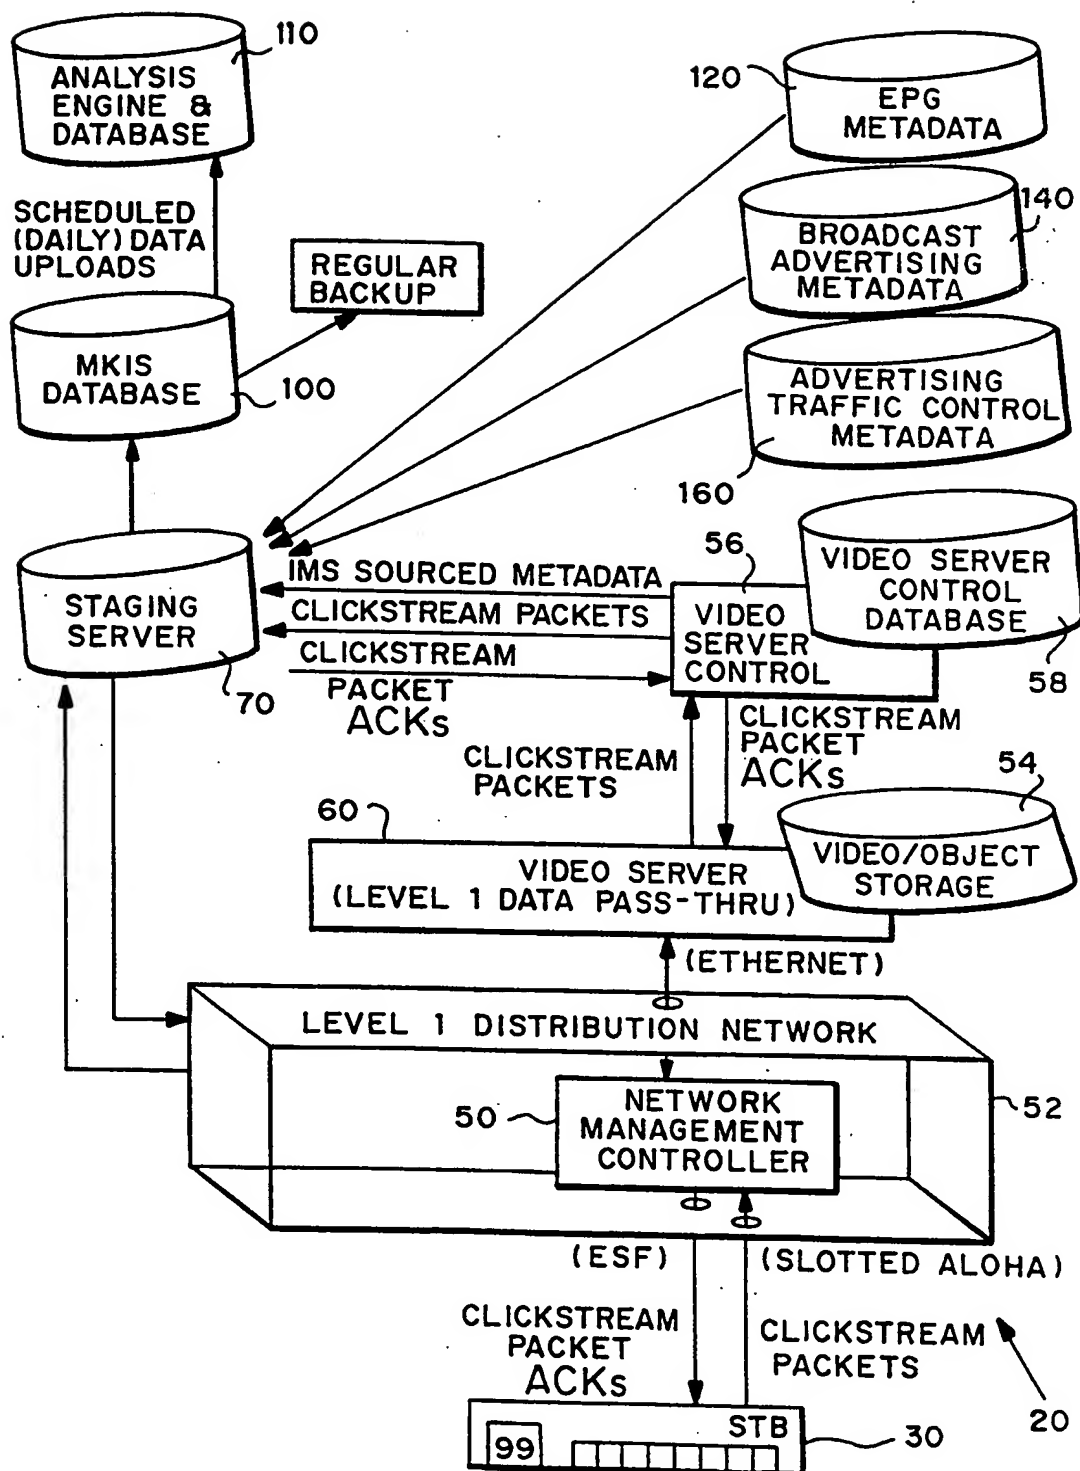 110
ANALYSIS
ENGINE &
DATABASE
120
EPG
METADATA
SCHEDULED
(DAILY) DATA
UPLOADS
140
BROADCAST
ADVERTISING
METADATA
REGULAR
BACKUP
MKIS
DATABASE
100
ADVERTISING
TRAFFIC CONTROL
METADATA
160
56
VIDEO SERVER
CONTROL
DATABASE
58
IMS SOURCED METADATA
CLICKSTREAM PACKETS
CLICKSTREAM
PACKET
ACKs
STAGING
SERVER
70
VIDEO
SERVER
CONTROL
CLICKSTREAM
PACKETS
CLICKSTREAM
PACKET
ACKs
54
60
VIDEO SERVER
(LEVEL 1 DATA PASS-THRU)
VIDEO/OBJECT
STORAGE
(ETHERNET)
LEVEL 1 DISTRIBUTION NETWORK
50
NETWORK
MANAGEMENT
CONTROLLER
52
(ESF)
(SLOTTED ALOHA)
CLICKSTREAM
PACKET
ACKs
CLICKSTREAM
PACKETS
20
STB
99
30